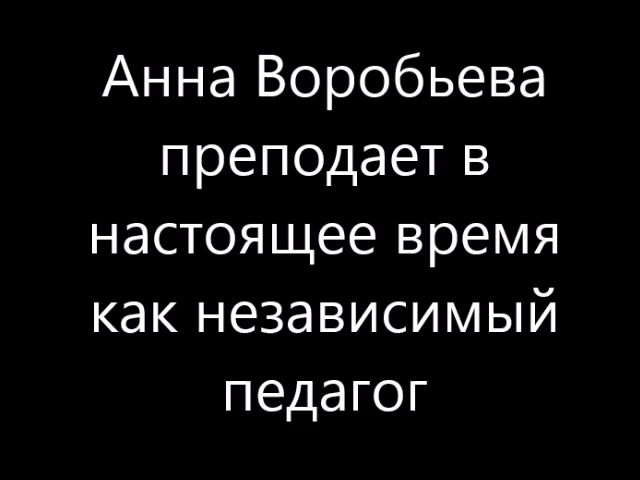 Анна Воробьева
преподает в
настоящее время
как независимый
педагог